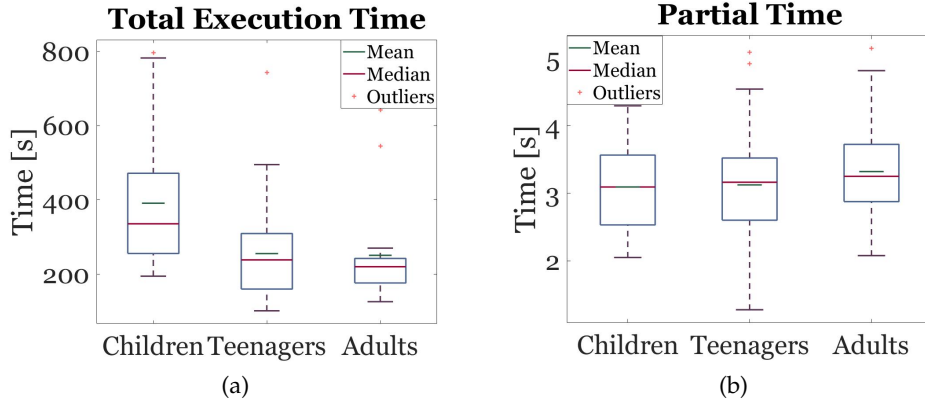 Total Execution Time
Mean
Median
Outliers
800
600
400
200
Time [s]
Children Teenagers Adults
(a)
Partial Time
Mean
Median
Outliers
5
4
3
2
Time [s]
Children Teenagers Adults
(b)